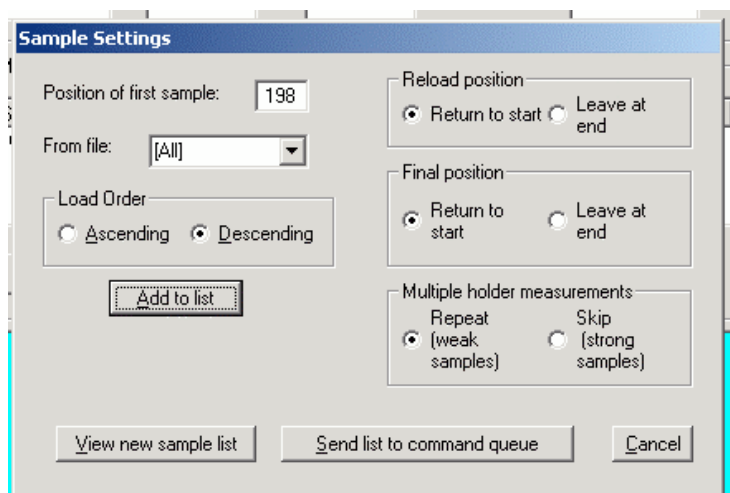 Sample Settings
Position of first sample: 198
From file: [All]
Load Order
Ascending Descending
Add to list
Reload position
Return to start Leave at
end
Final position
Return to Leave at
start end
Multiple holder measurements
Repeat Skip
(weak (strong
samples) samples)
View new sample list Send list to command queue Cancel